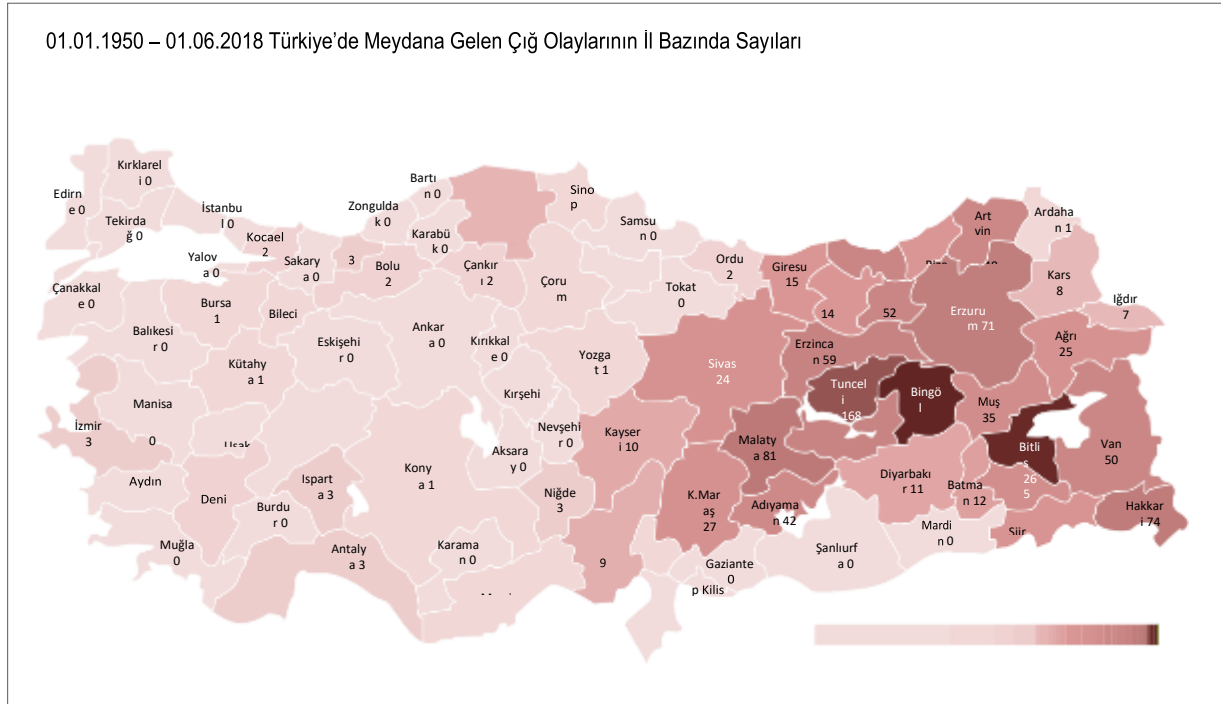 01.01.1950 – 01.06.2018 Türkiye’de Meydana Gelen Çığ Olaylarının İl Bazında Sayıları
Kırklarel
i 0
Edirn
e 0
Tekirda
ğ 0
İstanbu
l 0
Kocael
2
Yalov
a 0
Sakary
a 0
3
Bolu
2
Zongulda
k 0
Bartı
n 0
Karabü
k 0
Çankır
ı 2
Sino
p
Samsu
n 0
Çoru
m
Tokat
0
Ordu
2
Giresu
15
14
52
Art
vin
Ardaha
n 1
Kars
8
Iğdır
7
Ağrı
25
Erzuru
m 71
Erzinca
n 59
Çanakkal
e 0
Balıkesi
r 0
Bursa
1
Bileci
Kütahy
a 1
Eskişehi
r 0
Ankar
a 0
Kırıkkal
e 0
Yozga
t 1
Kırşehi
Sivas
24
Tuncel
i
168
Bingö
l
Muş
35
Bitli
s
26
5
Van
50
Hakkar
i 74
Manisa
0
İzmir
3
Aydın
Deni
Ispart
a 3
Burdu
r 0
Muğla
0
Antaly
a 3
Kony
a 1
Karama
n 0
Aksara
y 0
Nevşehi
r 0
Niğde
3
Kayser
i 10
9
K.Mar
aş
27
Malaty
a 81
Adıyama
n 42
Gaziante
0
p Kilis
Şanlıurf
a 0
Diyarbakı
r 11
Batma
n 12
Mardi
n 0